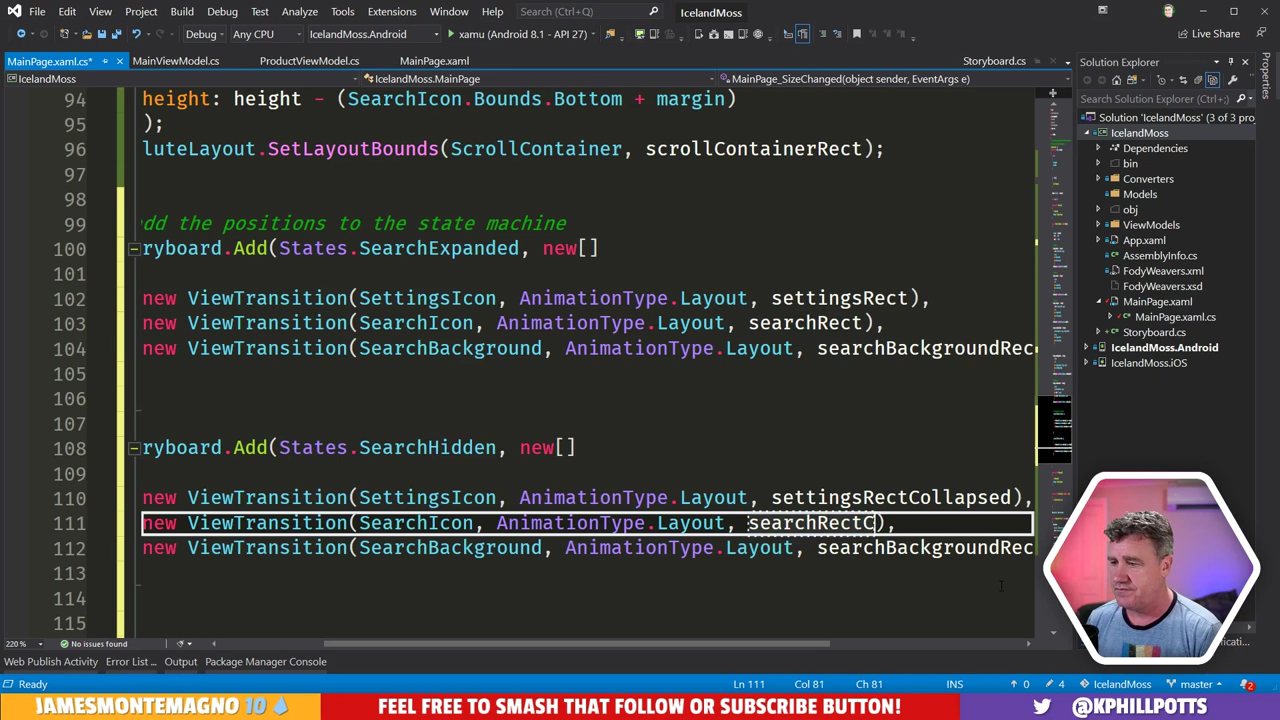 File Edit View Git Project Build Debug Test Analyze Tools Extensions Window Help Search (Ctrl+Q) IcelandMoss
Debug Any CPU IcelandMoss.Android xamu (Android 8.1 - API 27) Live Share
MainPage.xaml.cs* MainViewModel.cs ProductViewModel.cs MainPage.xaml Storyboard.cs
IcelandMoss IcelandMoss.MainPage MainPage_SizeChanged(object sender, EventArgs e)
94 height: height - (SearchIcon.Bounds.Bottom + margin)
95 );
96 luteLayout.SetLayoutBounds(ScrollContainer, scrollContainerRect);
97
98
99 dd the positions to the state machine
100 ryboard.Add(States.SearchExpanded, new[]
101
102 new ViewTransition(SettingsIcon, AnimationType.Layout, settingsRect),
103 new ViewTransition(SearchIcon, AnimationType.Layout, searchRect),
104 new ViewTransition(SearchBackground, AnimationType.Layout, searchBackgroundRec
105
106
107
108 ryboard.Add(States.SearchHidden, new[]
109
110 new ViewTransition(SettingsIcon, AnimationType.Layout, settingsRectCollapsed),
111 new ViewTransition(SearchIcon, AnimationType.Layout, searchRectC),
112 new ViewTransition(SearchBackground, AnimationType.Layout, searchBackgroundRec
113
114
115
Solution Explorer
Search Solution Explorer (Ctrl+;)
Solution 'IcelandMoss' (3 of 3 pro
IcelandMoss
Dependencies
bin
Converters
Models
obj
ViewModels
App.xaml
AssemblyInfo.cs
FodyWeavers.xml
FodyWeavers.xsd
MainPage.xaml
MainPage.xaml.cs
Storyboard.cs
IcelandMoss.Android
IcelandMoss.iOS
Properties
220 % No issues found
Web Publish Activity Error List ... Output Package Manager Console
Ready Ln 111 Col 81 Ch 81 INS 0 4 IcelandMoss master 2
JAMESMONTEMAGNO 10 FEEL FREE TO SMASH THAT FOLLOW OR SUBSCRIBE BUTTON! @KPHILLPOTTS